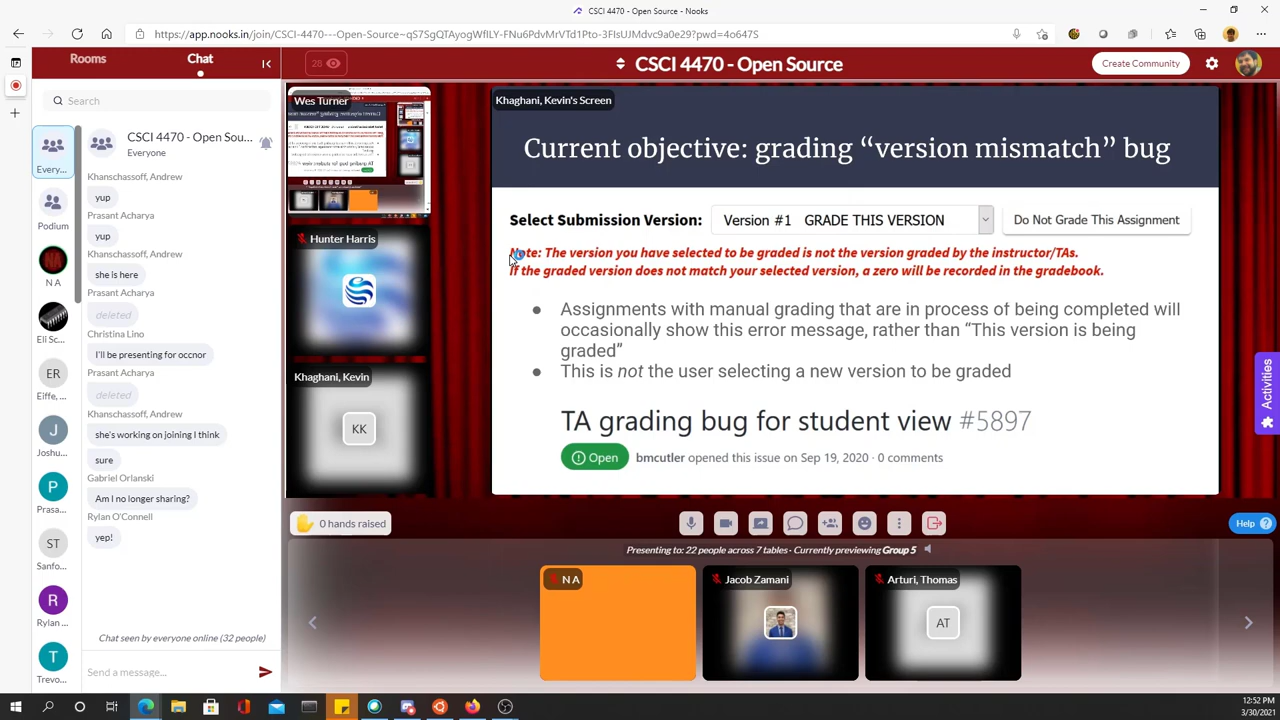 CSCI 4470 - Open Source - Nooks
https://app.nooks.in/join/CSCI-4470---Open-Source~qS7SgQTAyogWfILY-FNu6PdvMrVTd1Pto-3FIsUJMdvc9a0e29?pwd=4o647S
Rooms
Chat
28
CSCI 4470 - Open Source
Create Community
Search
Every...
Podium
N A
Eli Sc...
ER
Eiffe, ...
J
Joshu...
P
Prasa...
ST
Sanfo...
R
Rylan ...
T
Trevo...
CSCI 4470 - Open Sou...
Everyone
Khanschassoff, Andrew
yup
Prasant Acharya
yup
Khanschassoff, Andrew
she is here
Prasant Acharya
deleted
Christina Lino
I'll be presenting for occnor
Prasant Acharya
deleted
Khanschassoff, Andrew
she's working on joining I think
sure
Gabriel Orlanski
Am I no longer sharing?
Rylan O'Connell
yep!
Chat seen by everyone online (32 people)
Send a message...
Wes Turner
Hunter Harris
Khaghani, Kevin
KK
Khaghani, Kevin's Screen
Current objective: grading “version mismatch” bug
Select Submission Version:
Version #1 GRADE THIS VERSION
Do Not Grade This Assignment
Note: The version you have selected to be graded is not the version graded by the instructor/TAs.
If the graded version does not match your selected version, a zero will be recorded in the gradebook.
● Assignments with manual grading that are in process of being completed will
occasionally show this error message, rather than “This version is being
graded”
● This is not the user selecting a new version to be graded
TA grading bug for student view #5897
Open
bmcutler opened this issue on Sep 19, 2020 · 0 comments
Activities
0 hands raised
Help
Presenting to: 22 people across 7 tables - Currently previewing Group 5
N A
Jacob Zamani
Arturi, Thomas
AT
12:52 PM
3/30/2021